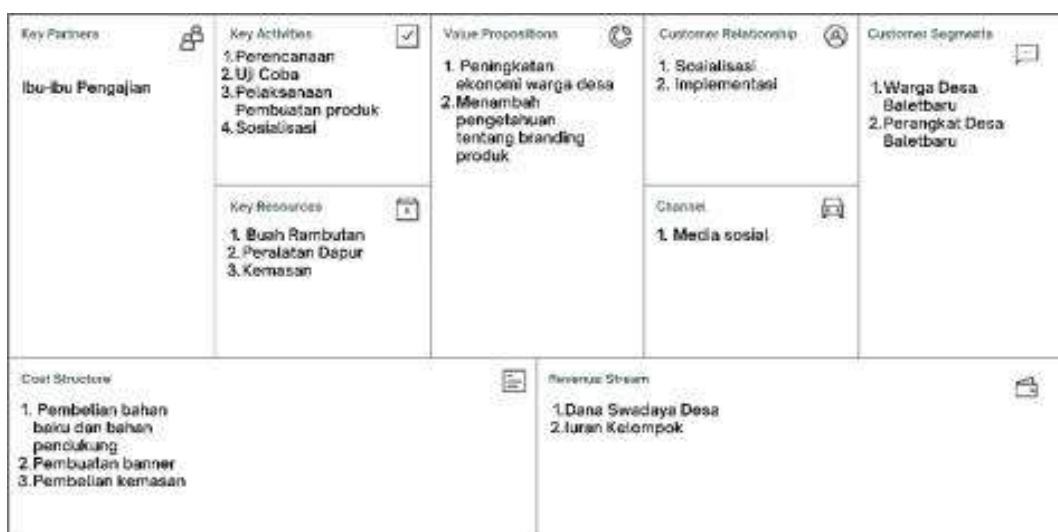 Key Partners
Ibu-Ibu Pengajian
Key Activities
1.Perencanaan
2.Uji Coba
3.Pelaksanaan
Pembuatan produk
4.Sosialisasi
Key Resources
1. Buah Rambutan
2.Peralatan Dapur
3.Kemasan
Value Propositions
1. Peningkatan
ekonomi warga desa
2.Menambah
pengetahuan
tentang branding
produk
Customer Relationship
1. Sosialisasi
2. Implementasi
Channel
1. Media sosial
Customer Segments
1.Warga Desa
Baletbaru
2.Perangkat Desa
Baletbaru
Cost Structure
1. Pembelian bahan
baku dan bahan
pendukung
2.Pembuatan banner
3.Pembelian kemasan
Revenue Stream
1.Dana Swadaya Desa
2.Iuran Kelompok